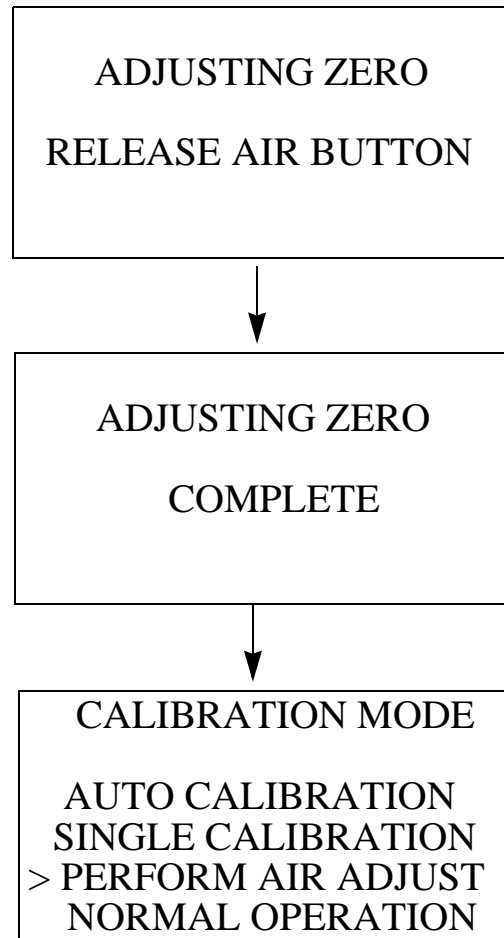 ADJUSTING ZERO
RELEASE AIR BUTTON
ADJUSTING ZERO
COMPLETE
CALIBRATION MODE
AUTO CALIBRATION
SINGLE CALIBRATION
> PERFORM AIR ADJUST
NORMAL OPERATION